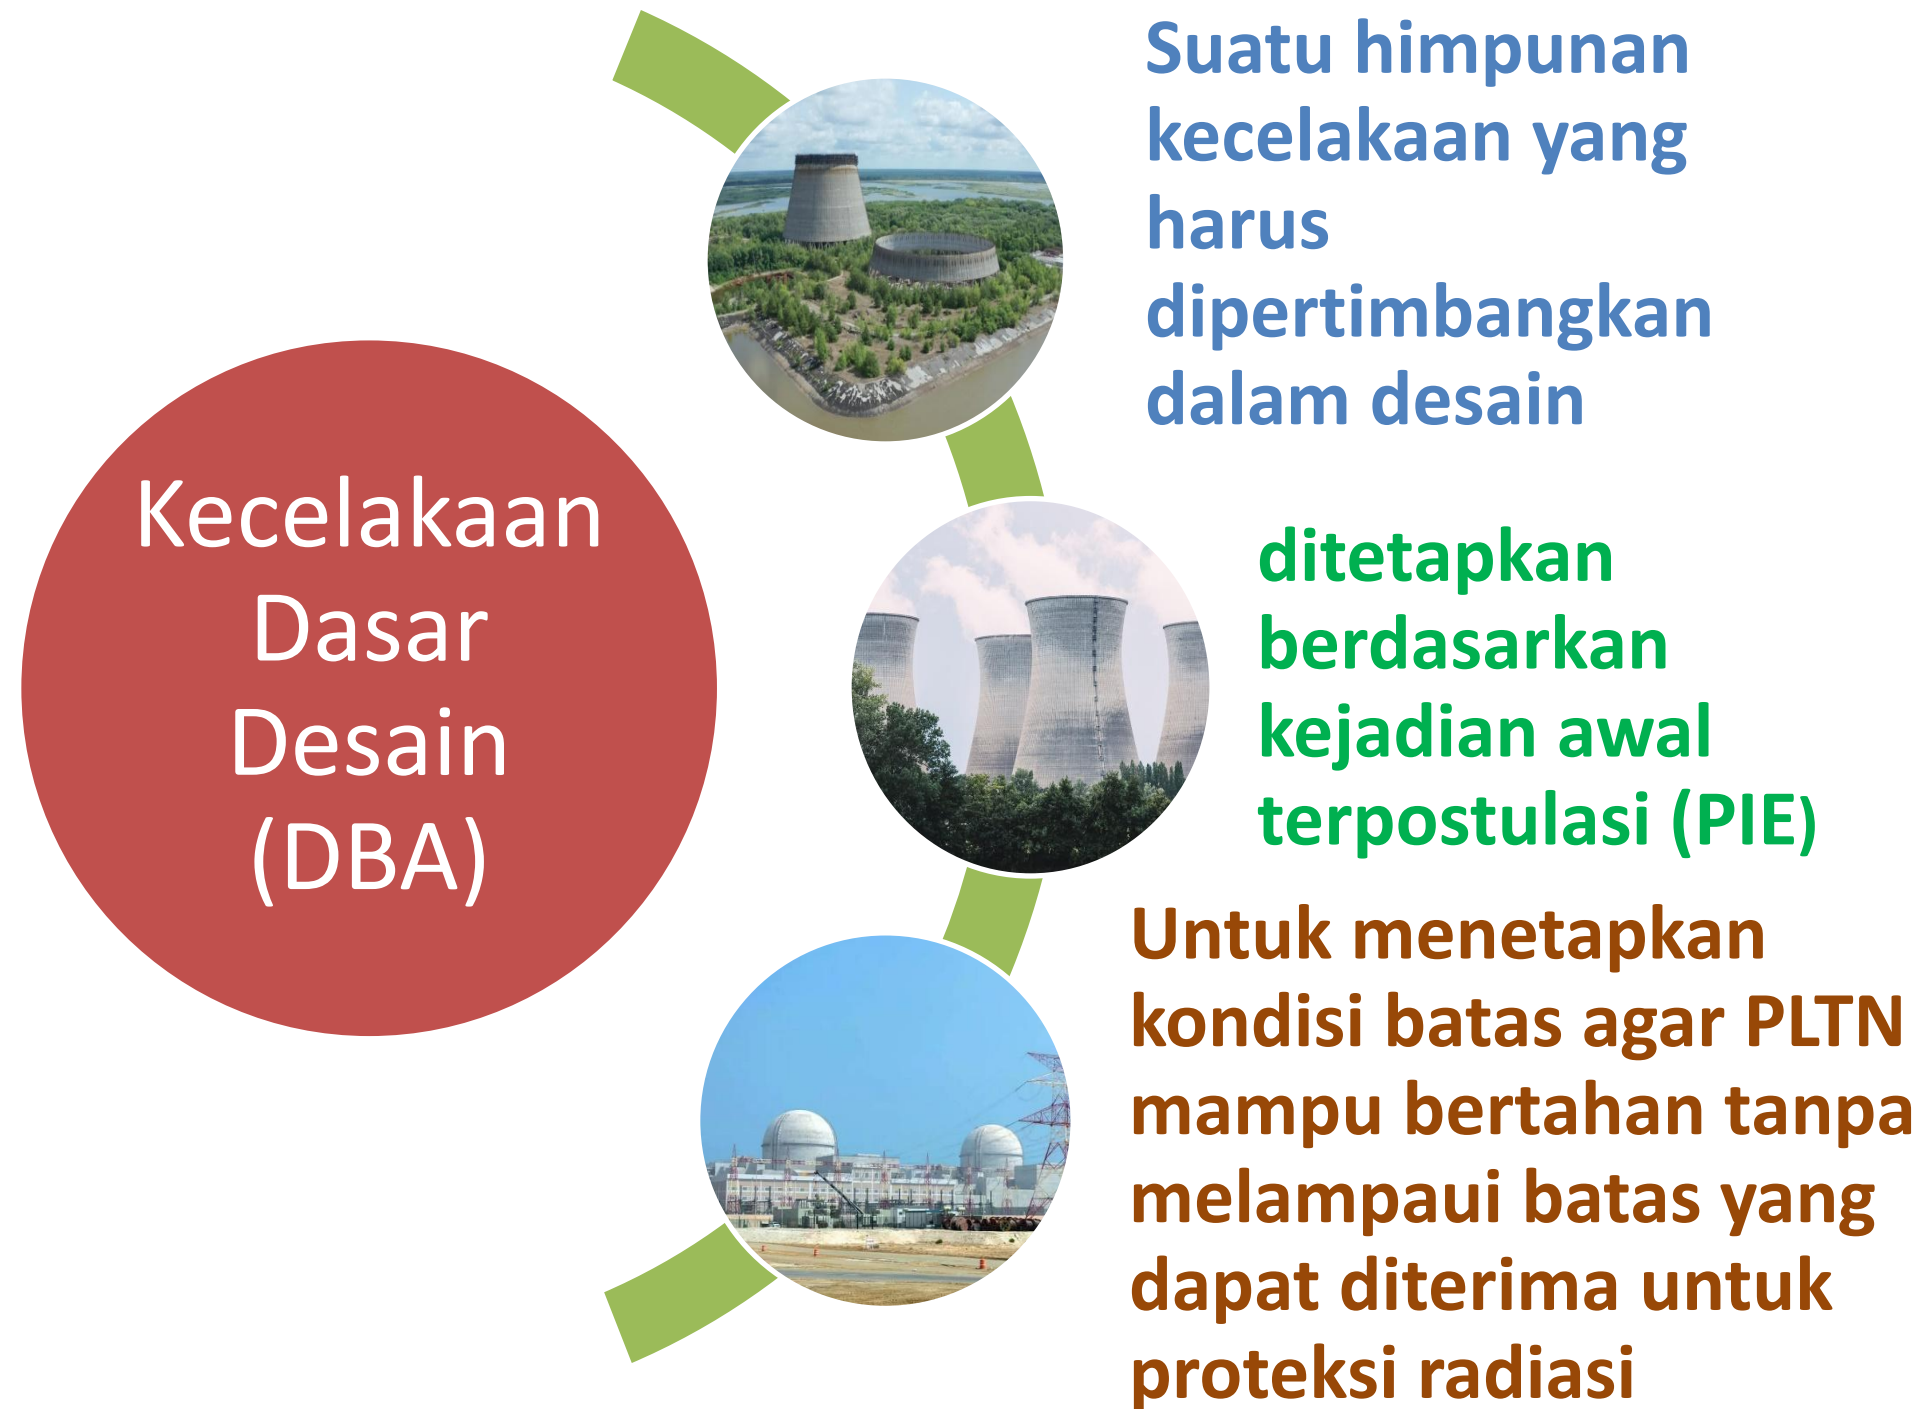 Kecelakaan
Dasar
Desain
(DBA)
Suatu himpunan
kecelakaan yang
harus
dipertimbangkan
dalam desain
ditetapkan
berdasarkan
kejadian awal
terpostulasi (PIE)
Untuk menetapkan
kondisi batas agar PLTN
mampu bertahan tanpa
melampaui batas yang
dapat diterima untuk
proteksi radiasi